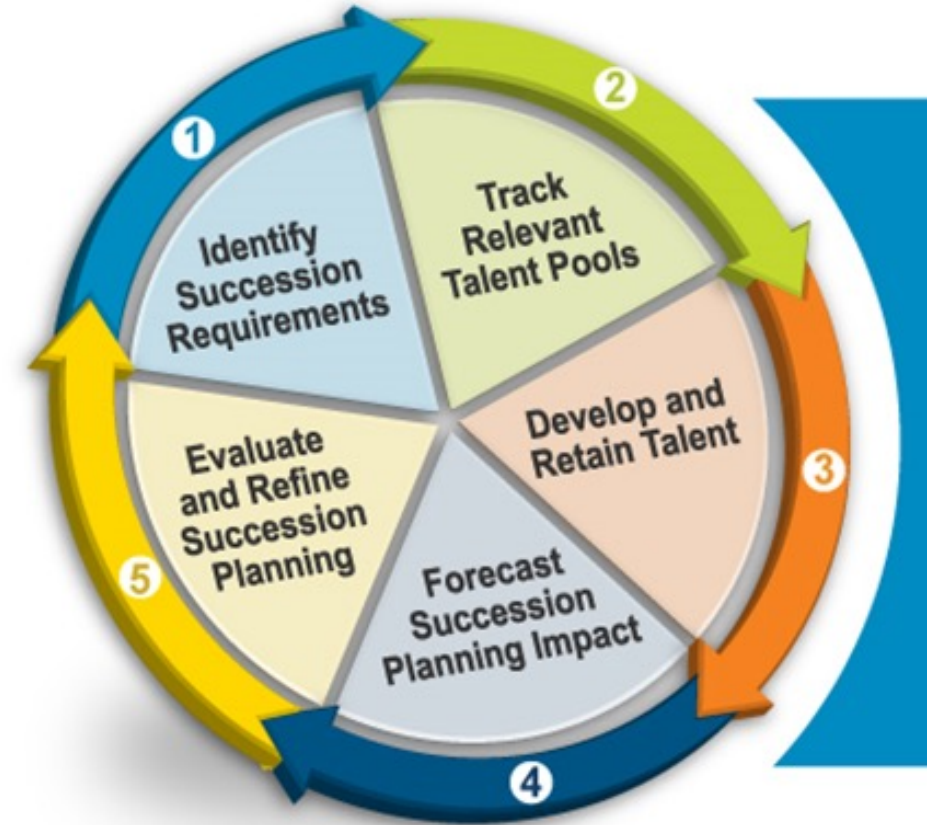 1
Identify
Succession
Requirements
2
Track
Relevant
Talent Pools
3
Develop and
Retain Talent
4
Forecast
Succession
Planning Impact
5
Evaluate
and Refine
Succession
Planning